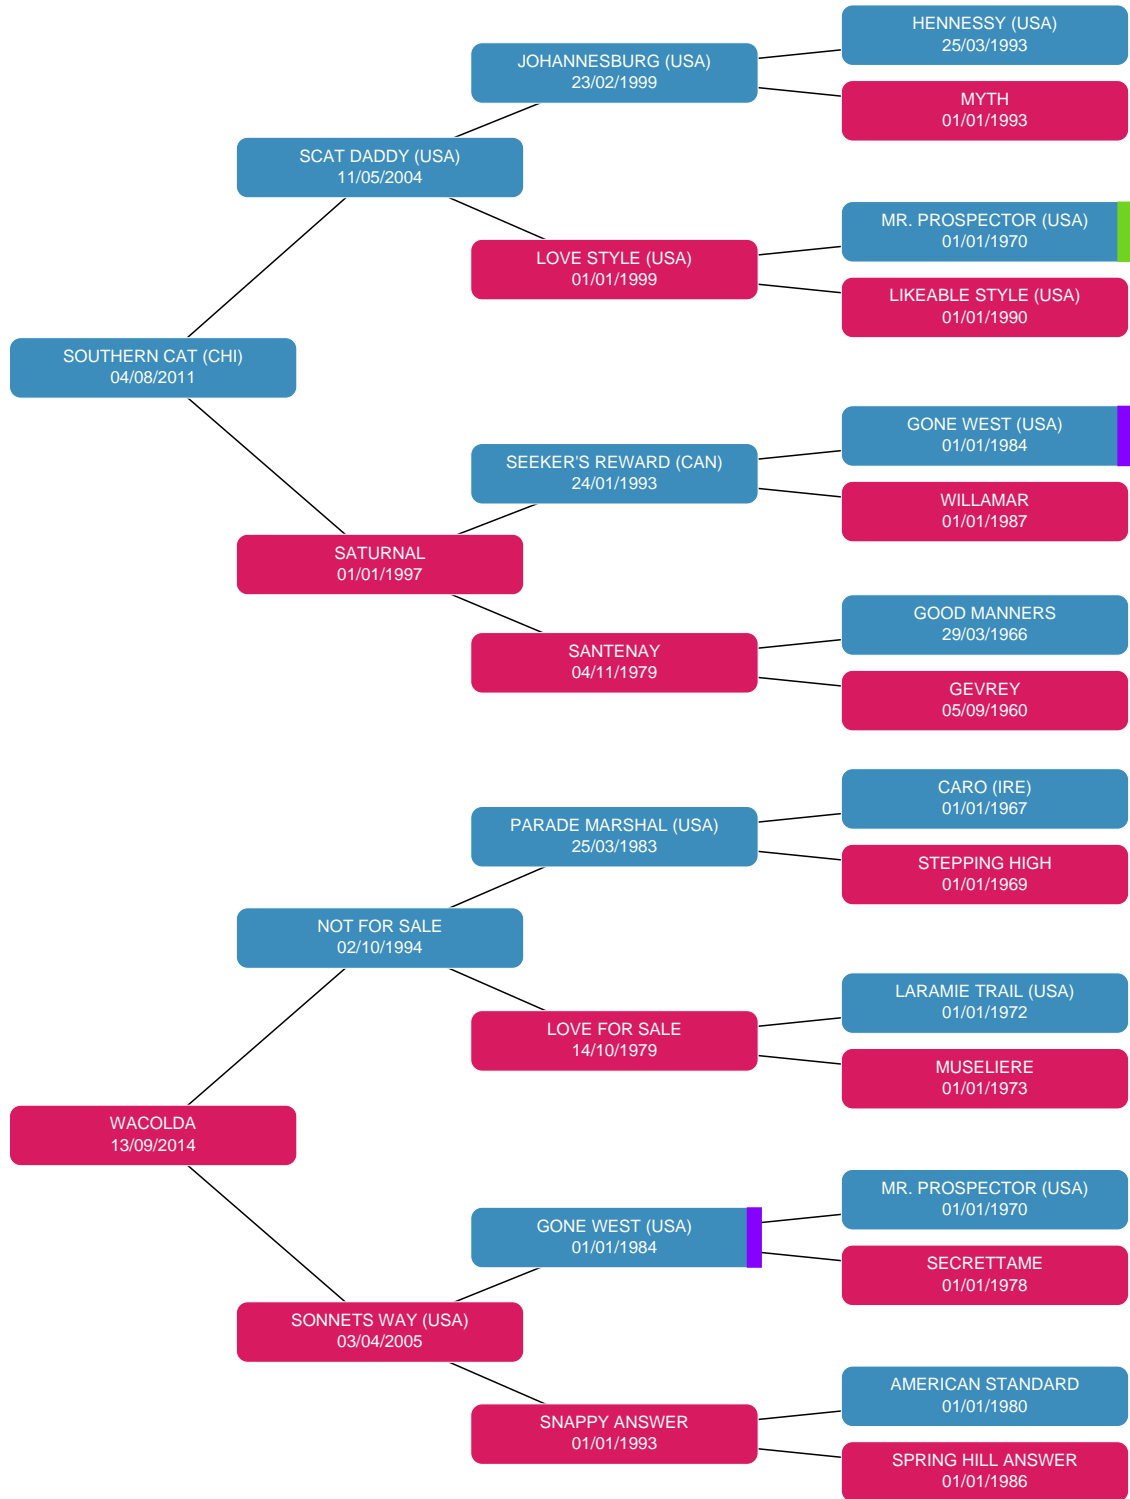 HENNESSY (USA)
25/03/1993
JOHANNESBURG (USA)
23/02/1999
MYTH
01/01/1993
SCAT DADDY (USA)
11/05/2004
MR. PROSPECTOR (USA)
01/01/1970
LOVE STYLE (USA)
01/01/1999
LIKEABLE STYLE (USA)
01/01/1990
SOUTHERN CAT (CHI)
04/08/2011
GONE WEST (USA)
01/01/1984
SEEKER'S REWARD (CAN)
24/01/1993
WILLAMAR
01/01/1987
SATURNAL
01/01/1997
GOOD MANNERS
29/03/1966
SANTENAY
04/11/1979
GEVREY
05/09/1960
CARO (IRE)
01/01/1967
PARADE MARSHAL (USA)
25/03/1983
STEPPING HIGH
01/01/1969
NOT FOR SALE
02/10/1994
LARAMIE TRAIL (USA)
01/01/1972
LOVE FOR SALE
14/10/1979
MUSELIERE
01/01/1973
WACOLDA
13/09/2014
MR. PROSPECTOR (USA)
01/01/1970
GONE WEST (USA)
01/01/1984
SECRETTAME
01/01/1978
SONNETS WAY (USA)
03/04/2005
AMERICAN STANDARD
01/01/1980
SNAPPY ANSWER
01/01/1993
SPRING HILL ANSWER
01/01/1986